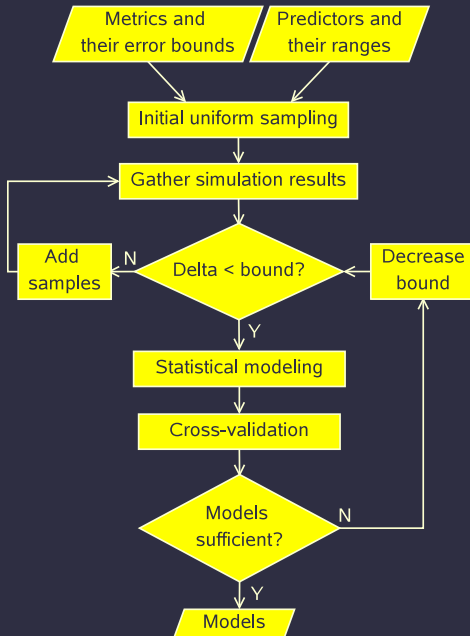 Metrics and
their error bounds
Predictors and
their ranges
Initial uniform sampling
Gather simulation results
Add
samples
N
Delta < bound?
Decrease
bound
Y
Statistical modeling
Cross-validation
Models
sufficient?
N
Y
Models